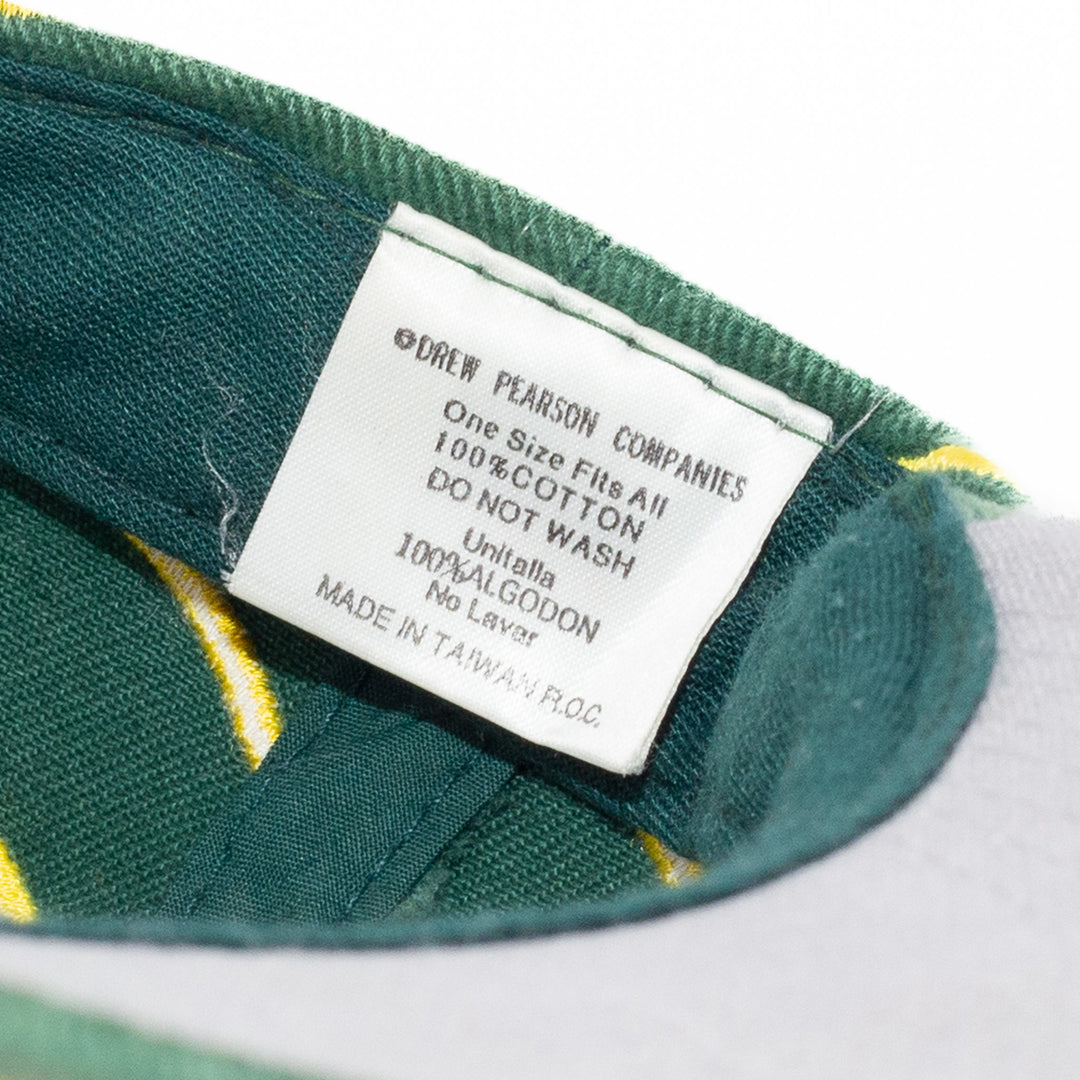 ©DREW PEARSON COMPANIES
One Size Fits All
100%COTTON
DO NOT WASH
Unitalla
100%ALGODON
No Lavar
MADE IN TAIWAN R.O.C.